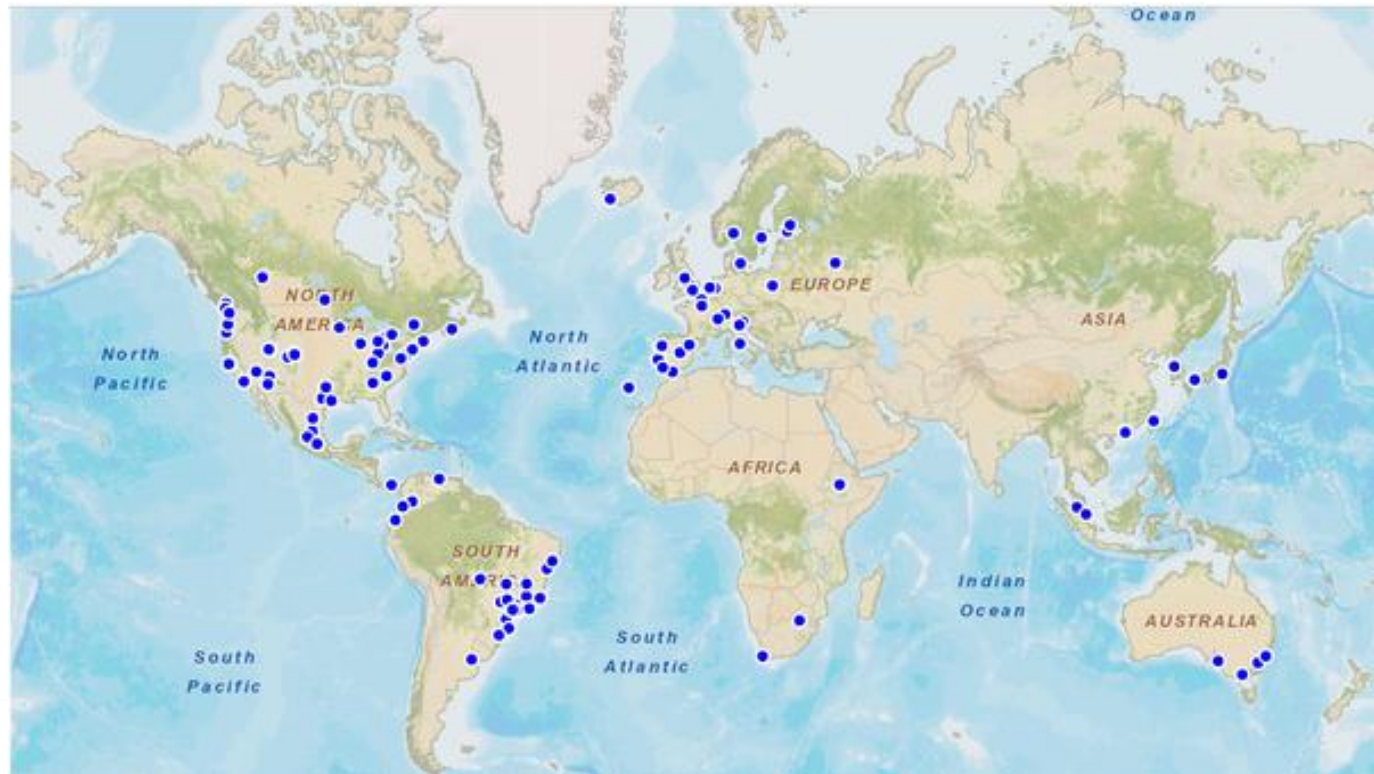 Ocean
NORTH
AMERICA
EUROPE
ASIA
North
Pacific
North
Atlantic
AFRICA
SOUTH
AMERICA
Indian
Ocean
AUSTRALIA
South
Atlantic
South
Pacific